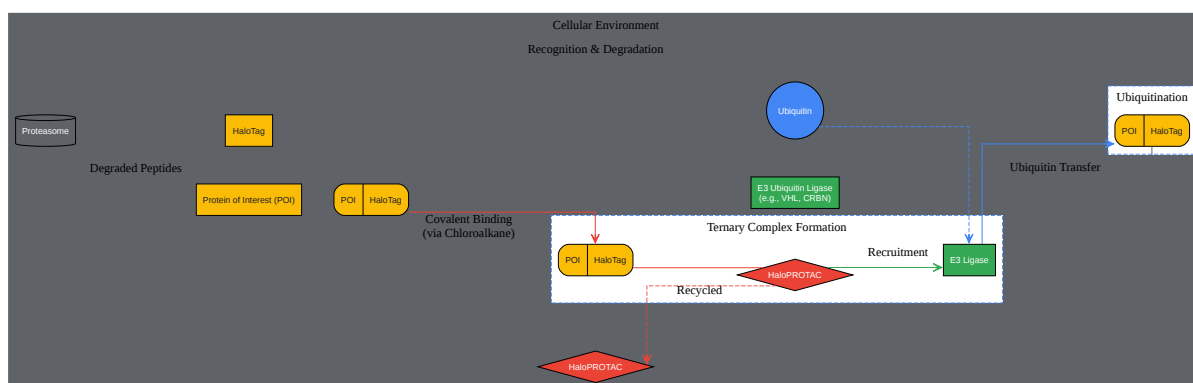 Cellular Environment
Recognition & Degradation
Ubiquitination
Ubiquitin
Proteasome
HaloTag
POI
HaloTag
Degraded Peptides
Ubiquitin Transfer
E3 Ubiquitin Ligase
(e.g., VHL, CRBN)
Protein of Interest (POI)
POI
HaloTag
Covalent Binding
(via Chloroalkane)
Ternary Complex Formation
Recruitment
POI
HaloTag
E3 Ligase
HaloPROTAC
Recycled
HaloPROTAC